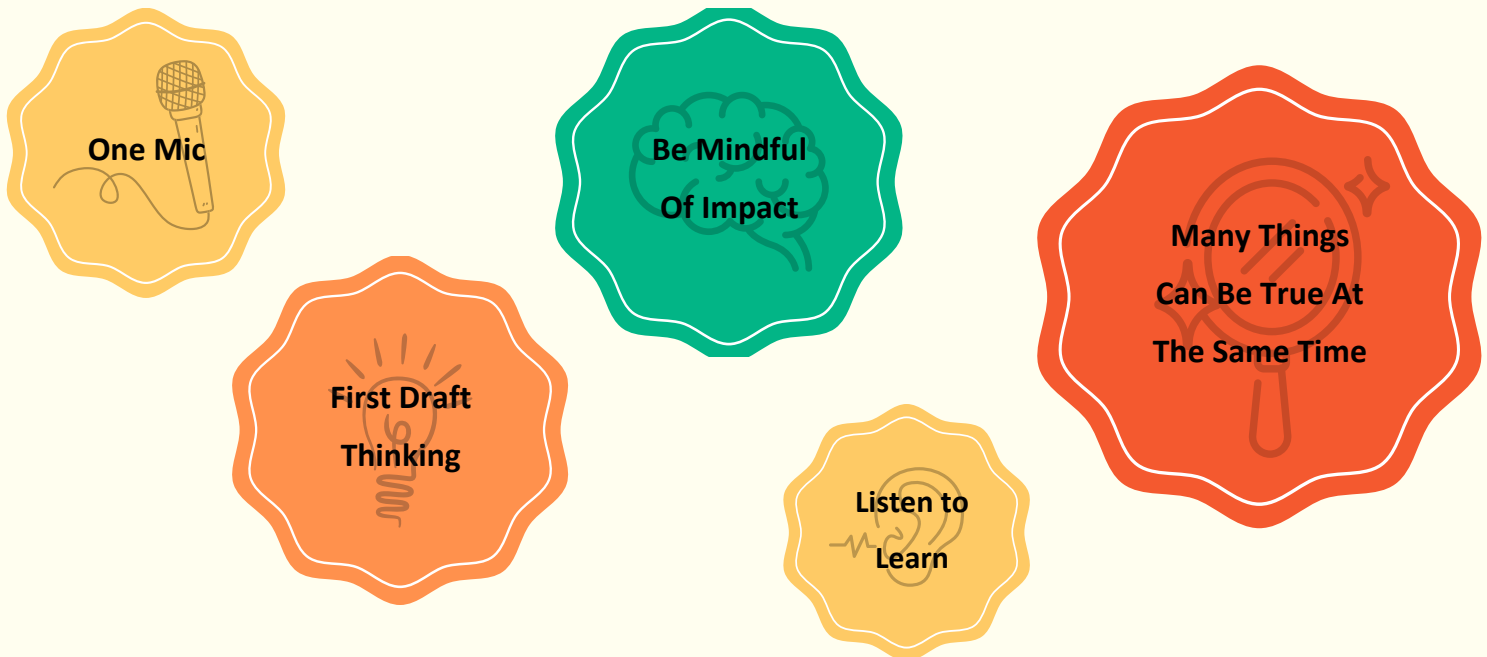 One Mic
First Draft
Thinking
Be Mindful
Of Impact
Listen to
Learn
Many Things
Can Be True At
The Same Time